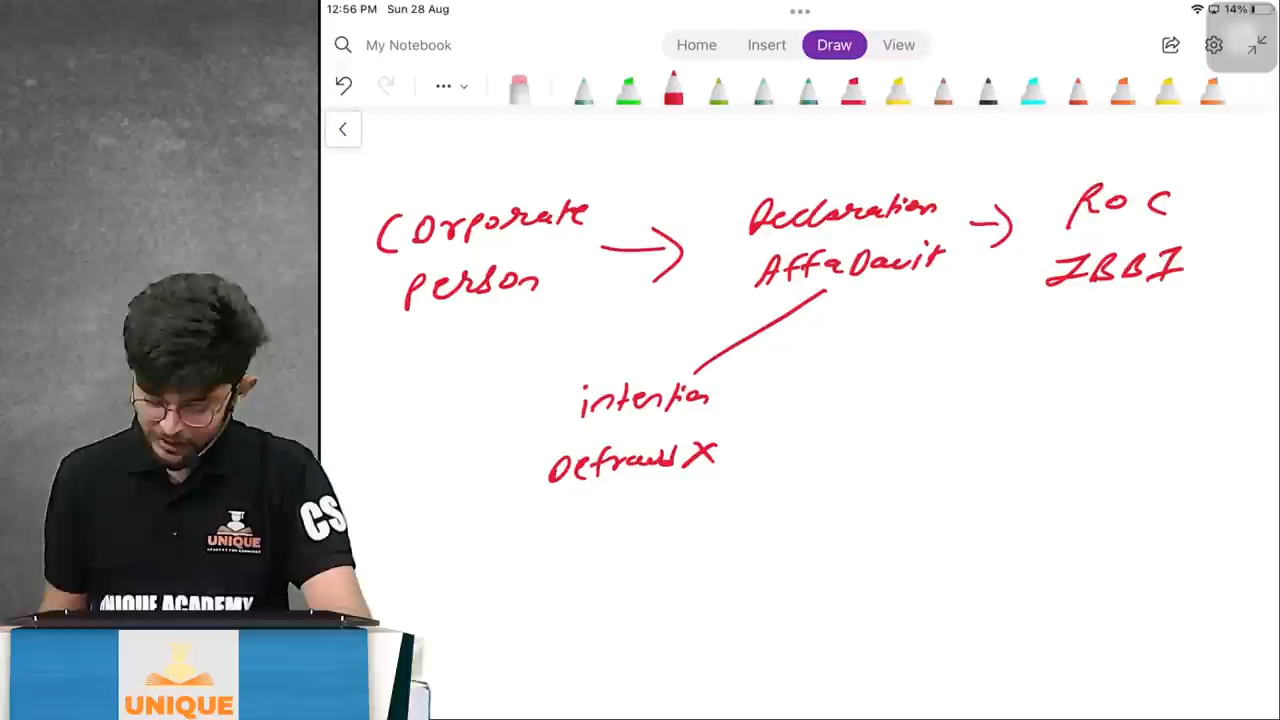 12:56 PM Sun 28 Aug
14%
My Notebook
Home Insert Draw View
Corporate person
Declaration AffaDavit
ROC
IBBI
intention
Defraud X
CS
UNIQUE
UNIQUE ACADEMY
UNIQUE